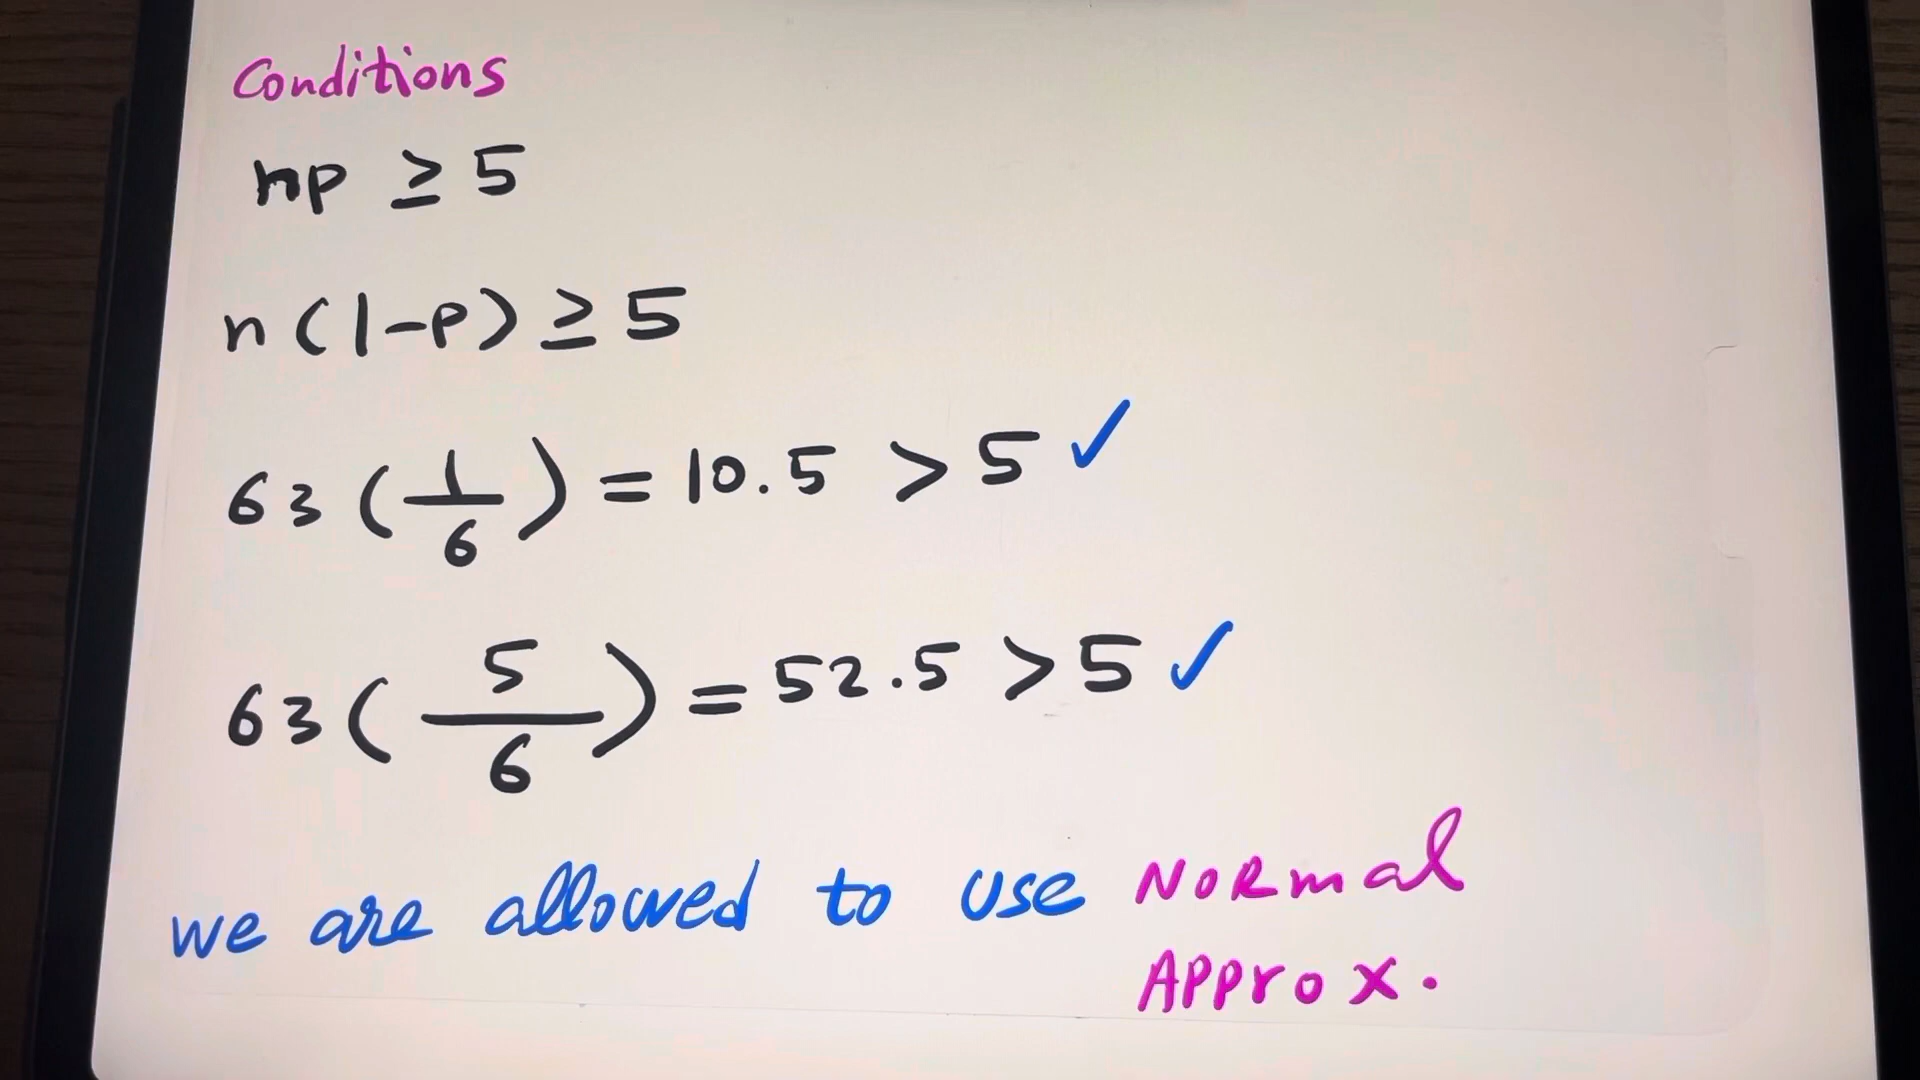 Conditions
np ≥ 5
n(1-p) ≥ 5
63(1/6) = 10.5 > 5 ✓
63(5/6) = 52.5 > 5 ✓
we are allowed to use NORmal
APProx.